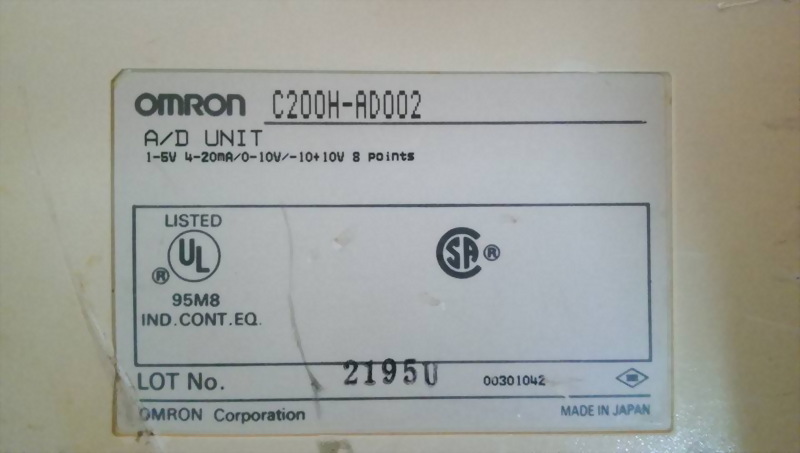 OMRON C200H-AD002
A/D UNIT
1-5V 4-20mA/0-10V/-10+10V 8 points
LISTED
UL
®
95M8
IND. CONT. EQ.
SA ®
LOT No. 2195U 00301042
OMRON Corporation MADE IN JAPAN